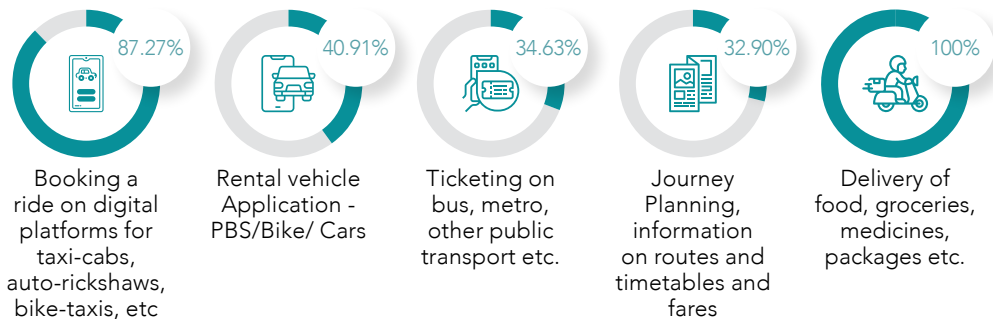 87.27%
Booking a
ride on digital
platforms for
taxi-cabs,
auto-rickshaws,
bike-taxis, etc
40.91%
Rental vehicle
Application -
PBS/Bike/ Cars
34.63%
Ticketing on
bus, metro,
other public
transport etc.
32.90%
Journey
Planning,
information
on routes and
timetables and
fares
100%
Delivery of
food, groceries,
medicines,
packages etc.